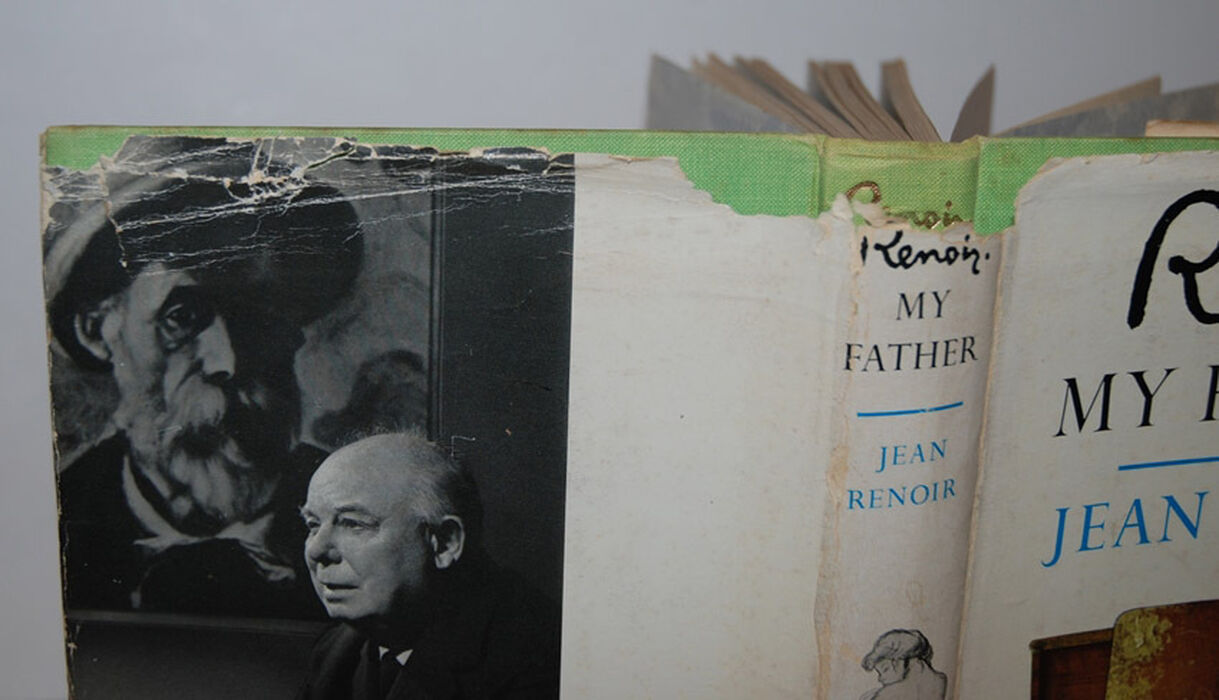 Renoir
Renoir.
MY
FATHER
JEAN
RENOIR
R
MY F
JEAN